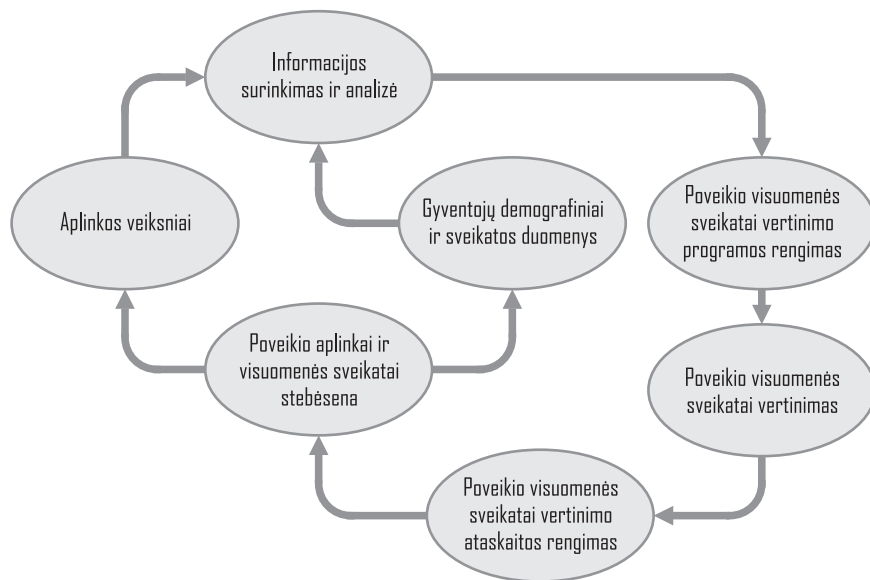 Informacijos
surinkimas ir analizė
Aplinkos veiksniai
Gyventojų demografiniai
ir sveikatos duomenys
Poveikio visuomenės
sveikatai vertinimo
programos rengimas
Poveikio aplinkai ir
visuomenės sveikatai
stebėsena
Poveikio visuomenės
sveikatai vertinimas
Poveikio visuomenės
sveikatai vertinimo
ataskaitos rengimas